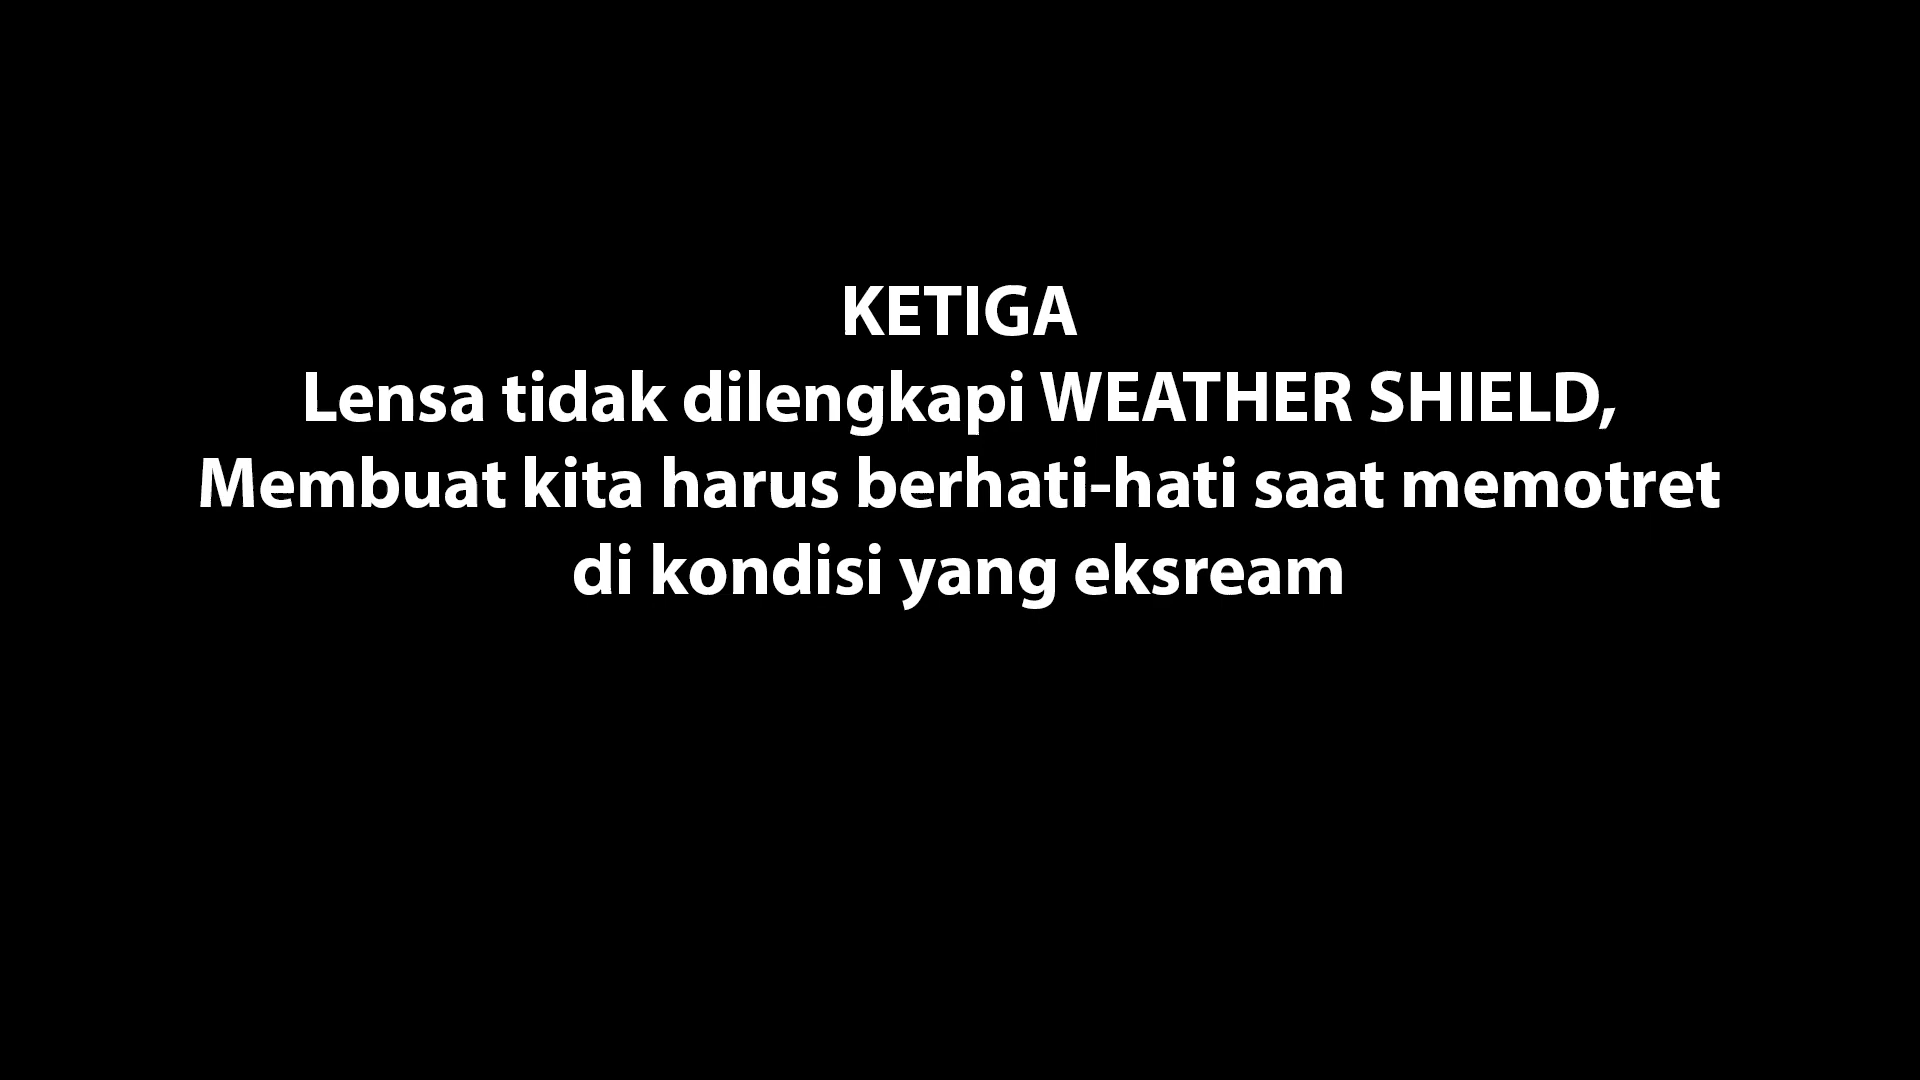 KETIGA
Lensa tidak dilengkapi WEATHER SHIELD,
Membuat kita harus berhati-hati saat memotret
di kondisi yang eksream